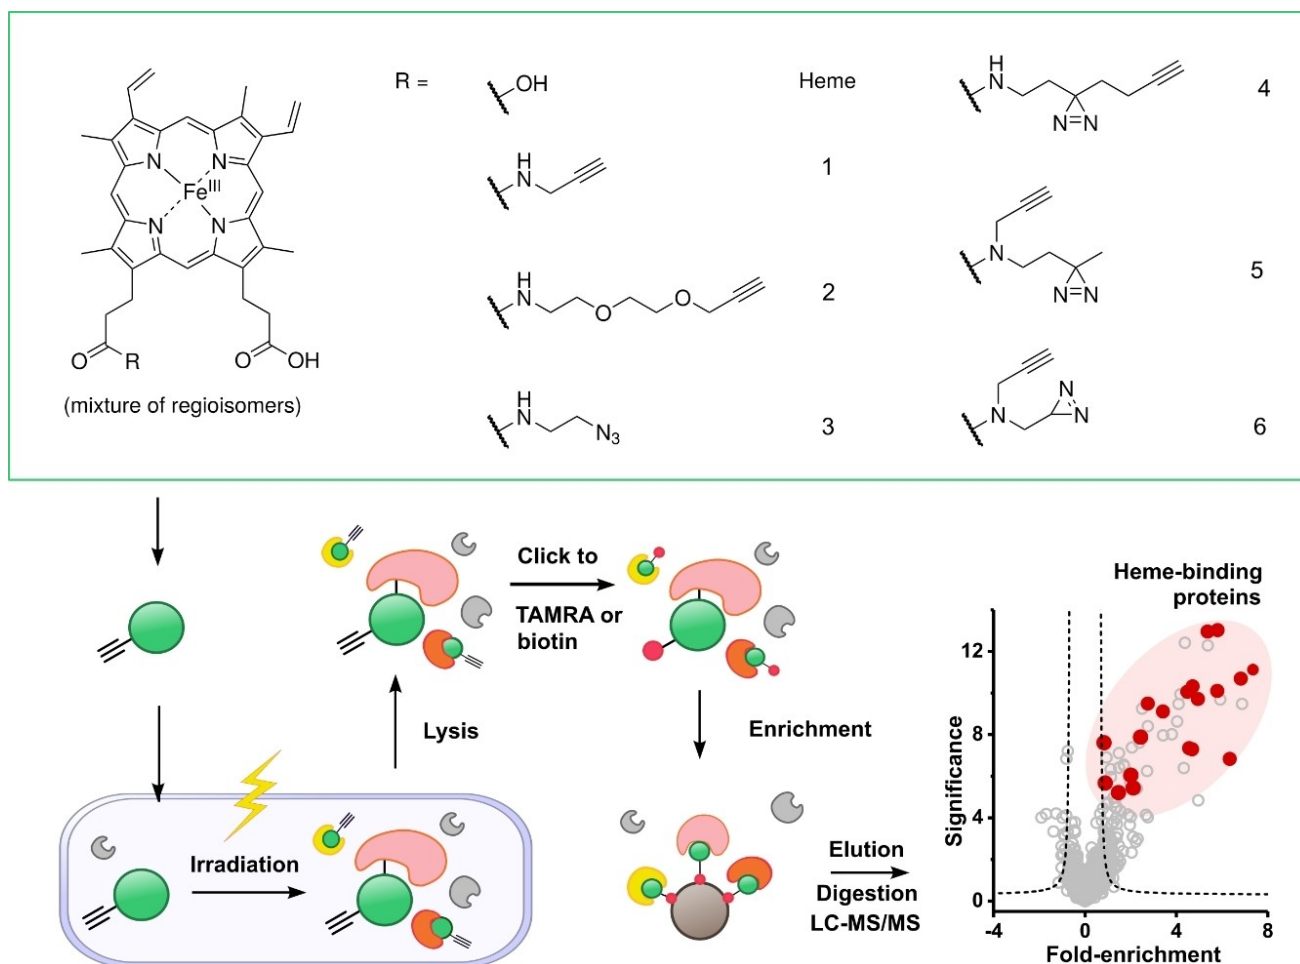 R =
OH
Heme
H
N
1
H
N
O
O
2
H
N
N3
3
H
N
N=N
4
N
N=N
5
N
N
N
6
N
N
FeIII
N
N
O
R
O
OH
(mixture of regioisomers)
Click to
TAMRA or
biotin
Lysis
Enrichment
Irradiation
Elution
Digestion
LC-MS/MS
Heme-binding
proteins
Significance
12
8
4
0
-4
0
4
8
Fold-enrichment